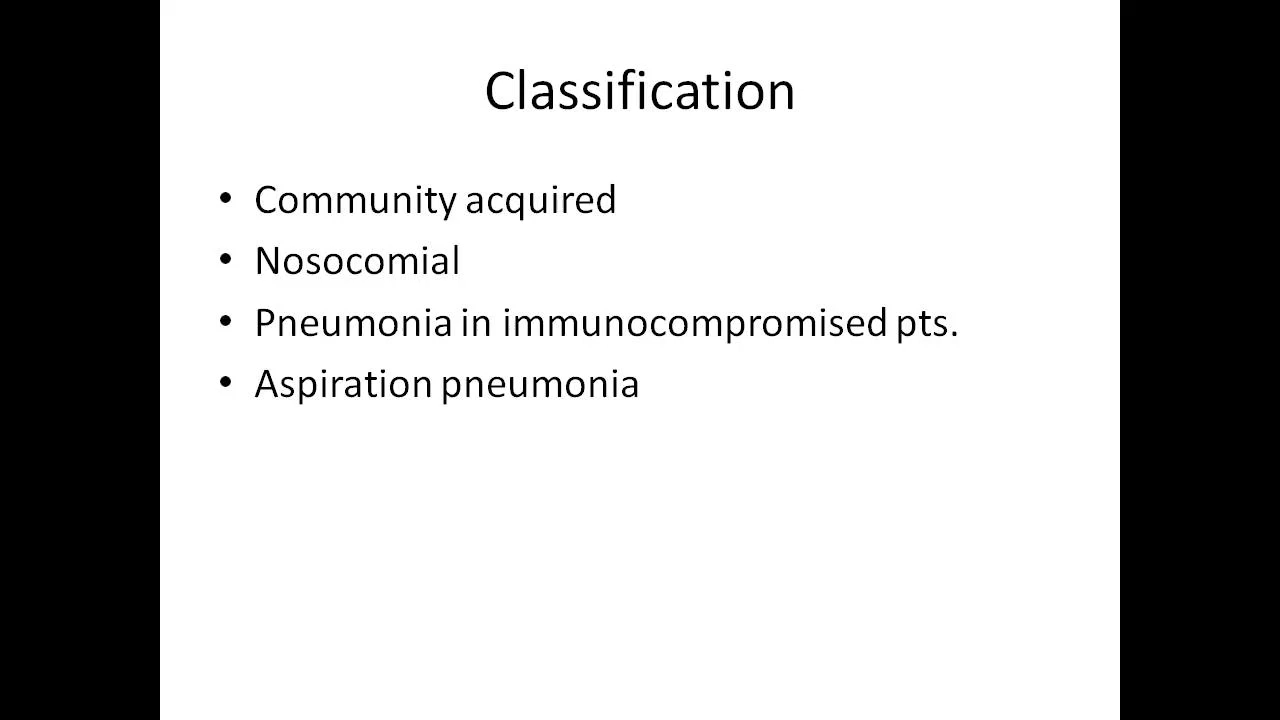 Classification
• Community acquired
• Nosocomial
• Pneumonia in immunocompromised pts.
• Aspiration pneumonia